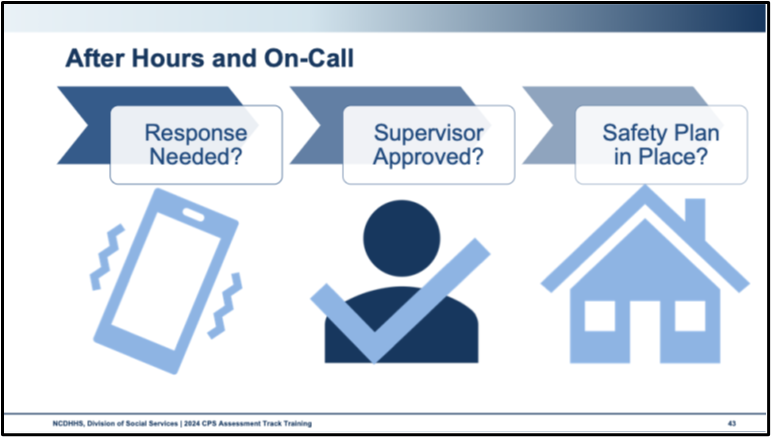 After Hours and On-Call
Response
Needed?
Supervisor
Approved?
Safety Plan
in Place?
NCDHHS, Division of Social Services | 2024 CPS Assessment Track Training
43